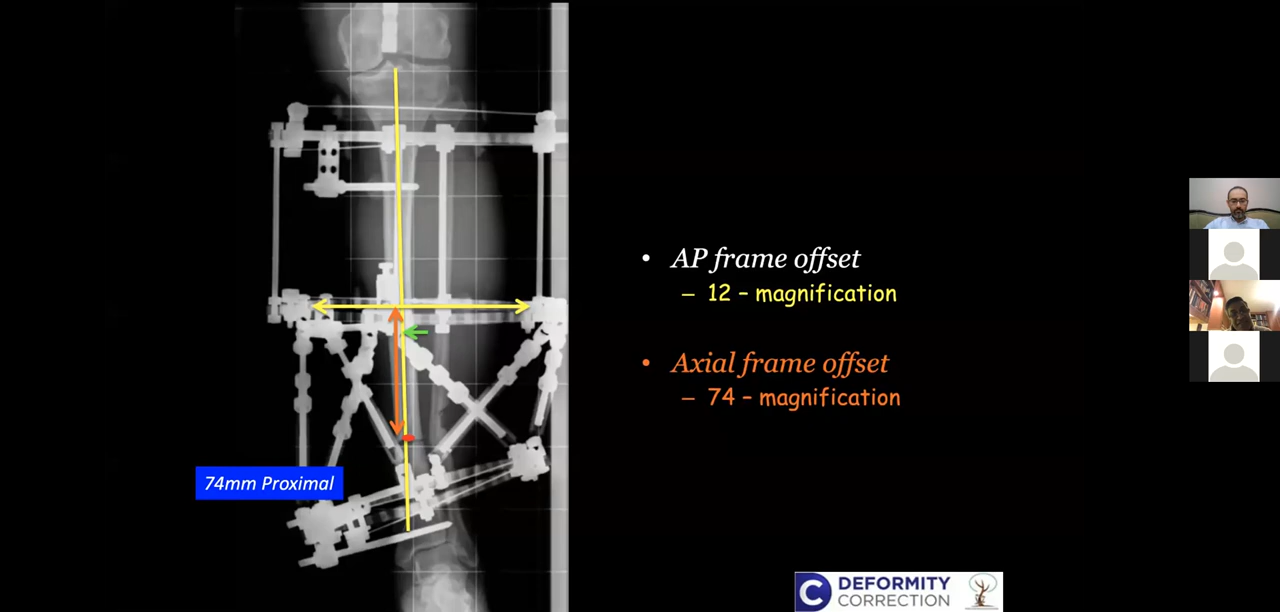 • AP frame offset
– 12 – magnification
• Axial frame offset
– 74 – magnification
74mm Proximal
C DEFORMITY
CORRECTION